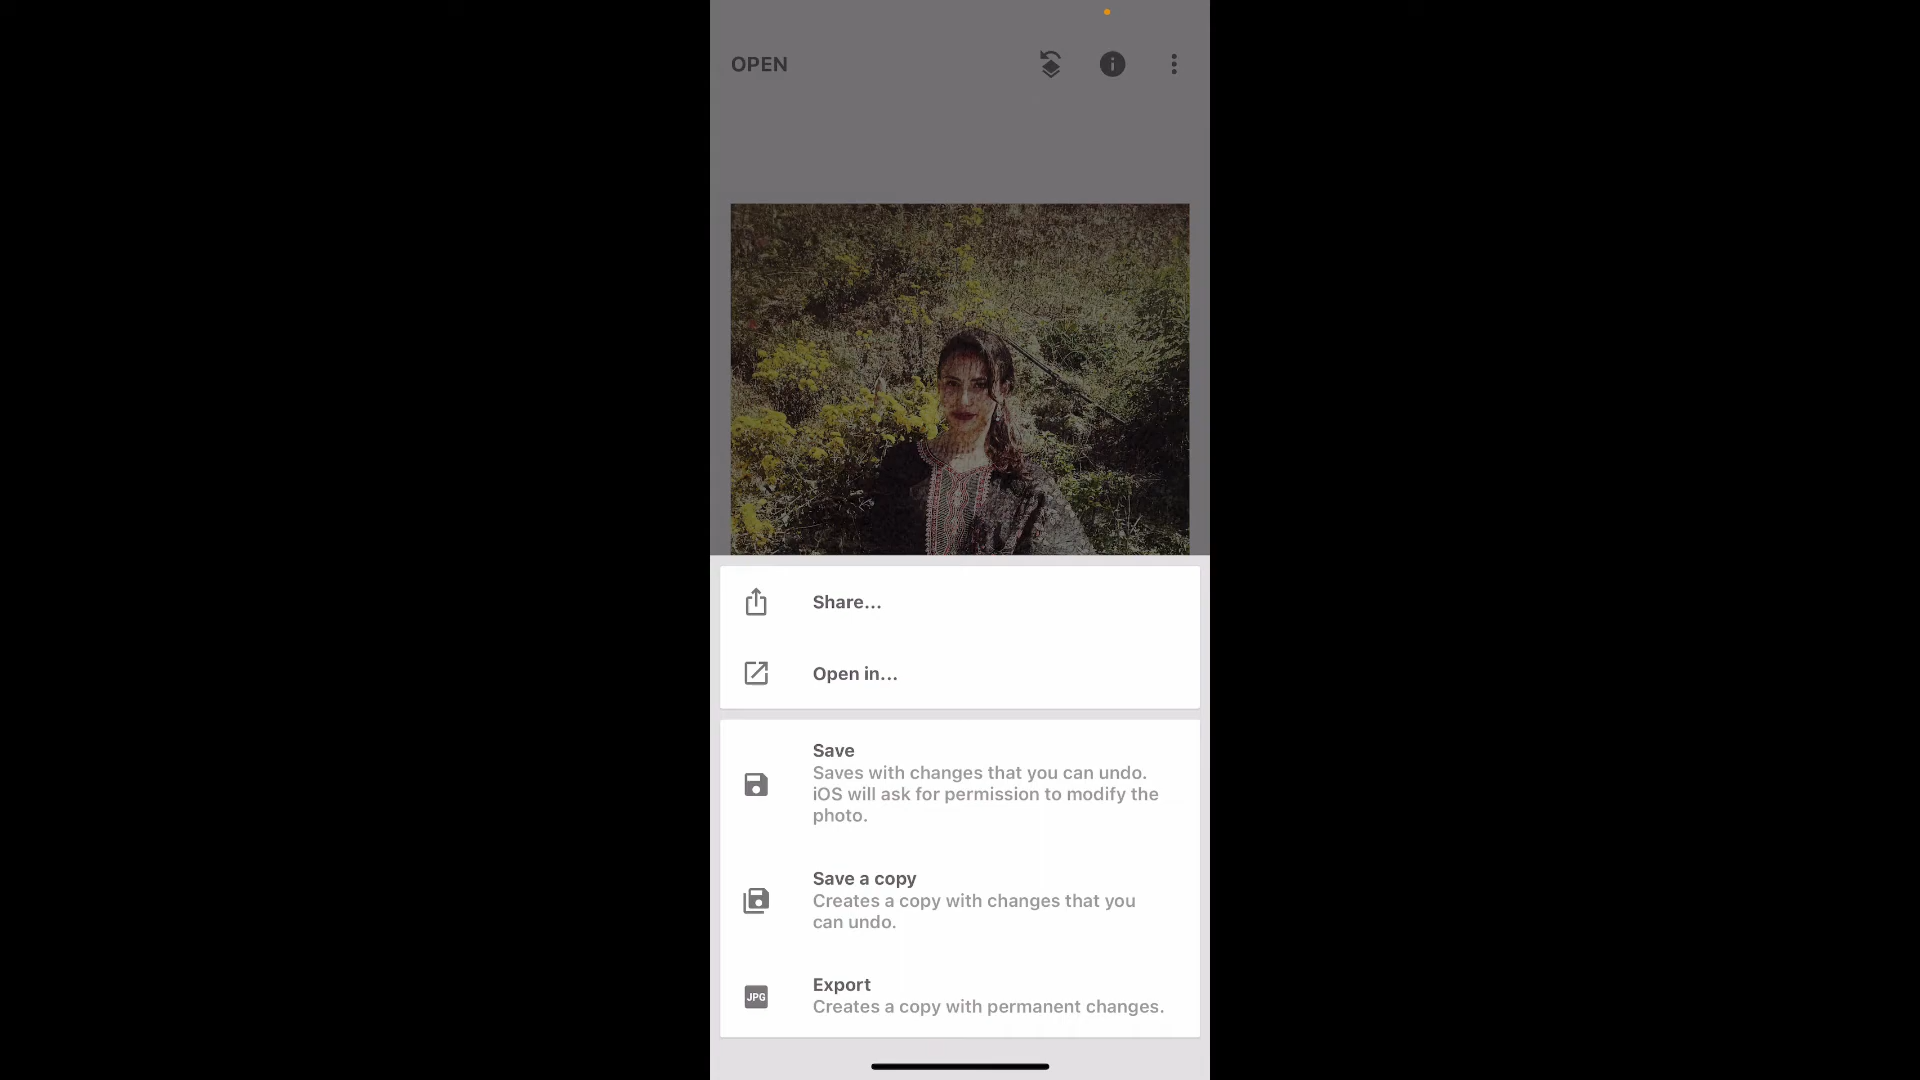 OPEN
Share...
Open in...
Save
Saves with changes that you can undo.
iOS will ask for permission to modify the
photo.
Save a copy
Creates a copy with changes that you
can undo.
JPG
Export
Creates a copy with permanent changes.